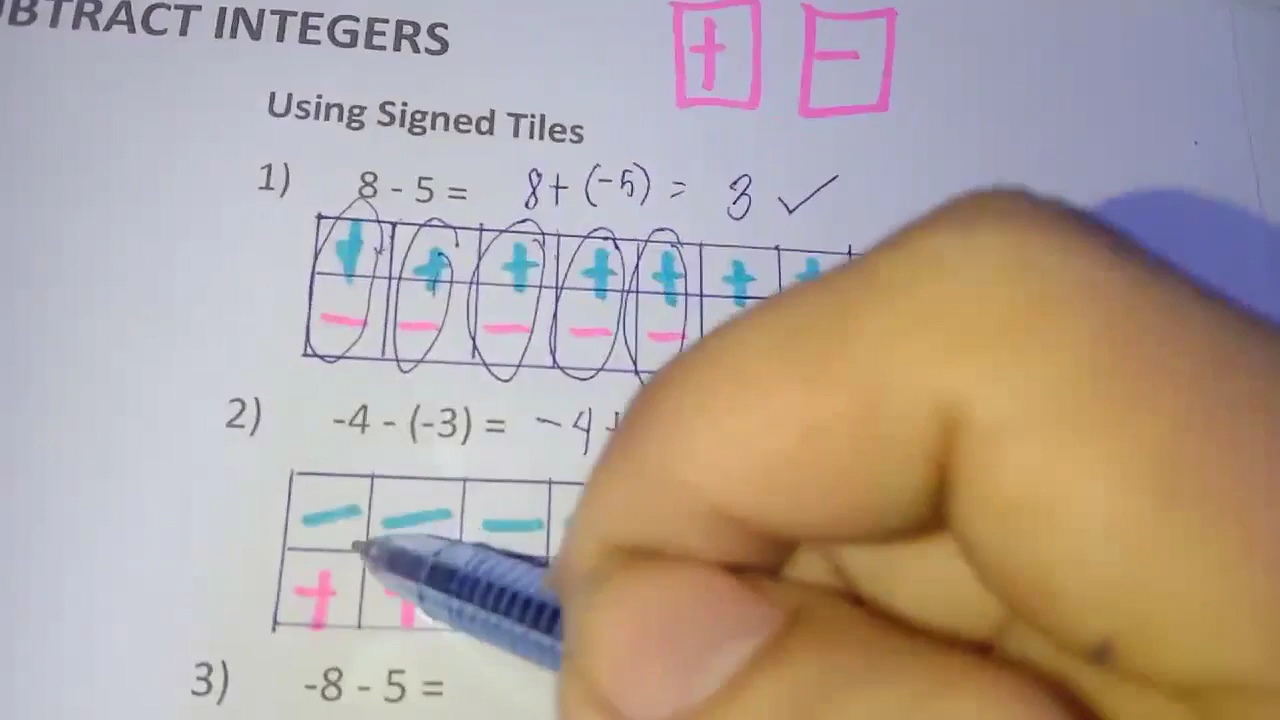 BTRACT INTEGERS
+ -
Using Signed Tiles
1) 8 - 5 = 8 + (-5) = 3 ✓
+ + + + + + +
- - - - -
2) -4 - (-3) = -4 +
- - -
+ +
3) -8 - 5 =